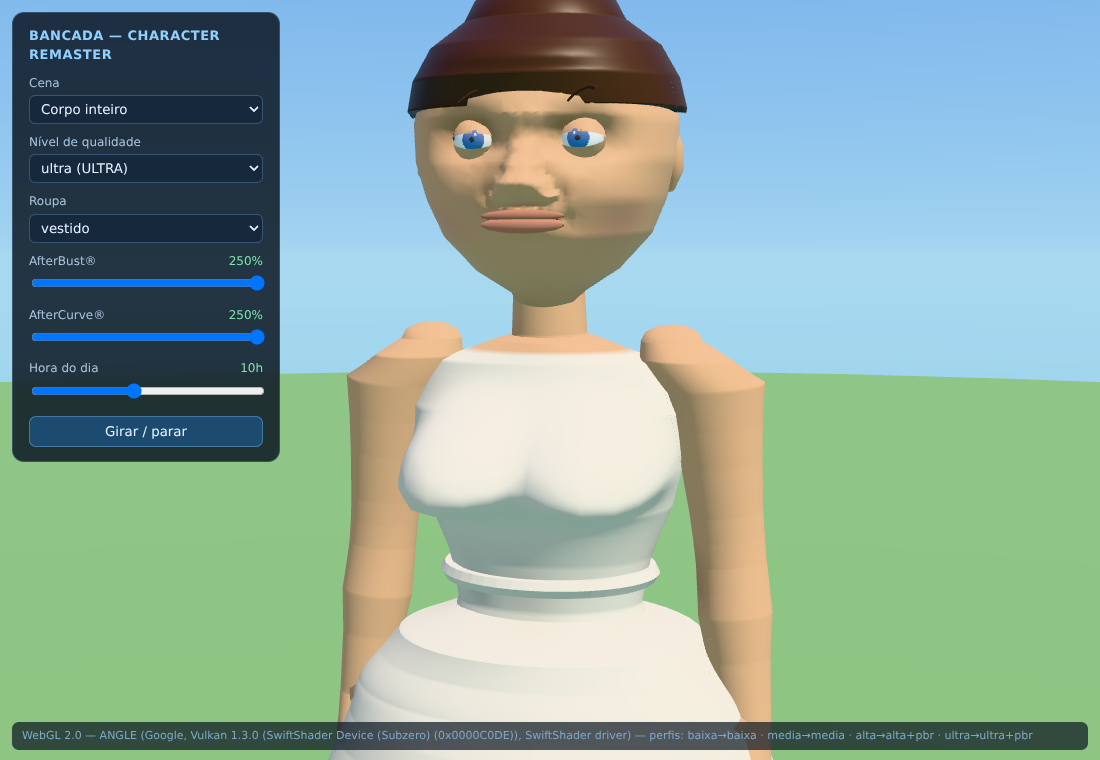 BANCADA — CHARACTER
REMASTER
Cena
Corpo inteiro
Nível de qualidade
ultra (ULTRA)
Roupa
vestido
AfterBust® 250%
AfterCurve® 250%
Hora do dia 10h
Girar / parar
WebGL 2.0 — ANGLE (Google, Vulkan 1.3.0 (SwiftShader Device (Subzero) (0x0000C0DE)), SwiftShader driver) — perfis: baixa→baixa · media→media · alta→alta+pbr · ultra→ultra+pbr